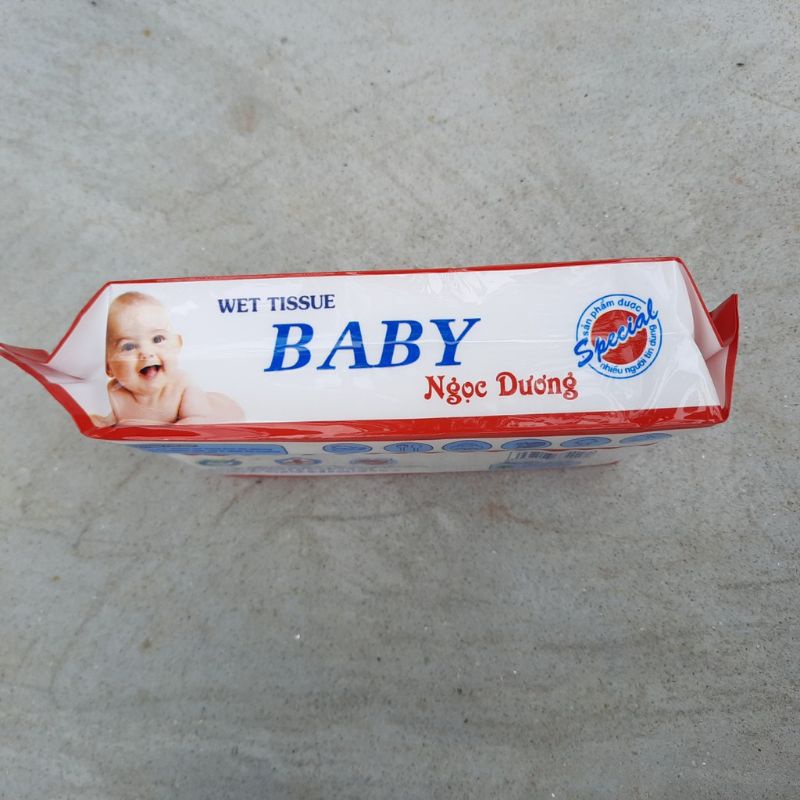 WET TISSUE
BABY
Ngọc Dương
sản phẩm được
Special
nhiều người tin dùng